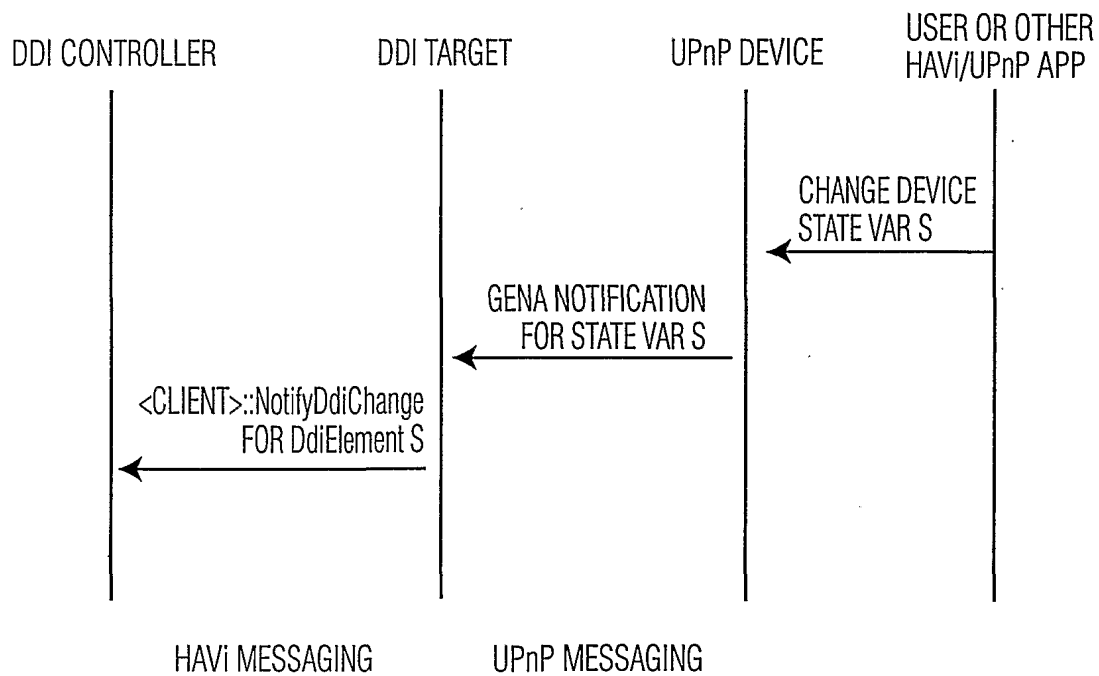 DDI CONTROLLER
DDI TARGET
UPnP DEVICE
USER OR OTHER
HAVi/UPnP APP
CHANGE DEVICE
STATE VAR S
GENA NOTIFICATION
FOR STATE VAR S
<CLIENT>::NotifyDdiChange
FOR DdiElement S
HAVi MESSAGING
UPnP MESSAGING